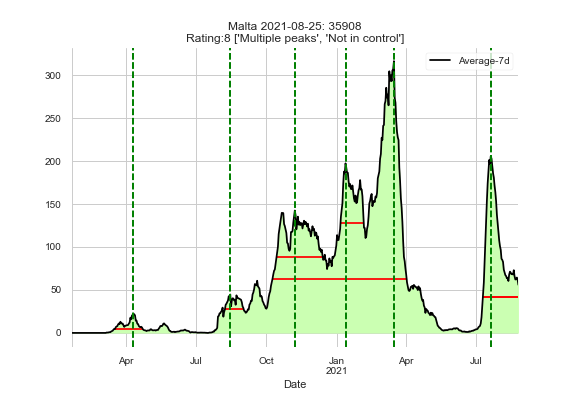 Malta 2021-08-25: 35908
Rating:8 ['Multiple peaks', 'Not in control']
Average-7d
300
250
200
150
100
50
0
Apr
Jul
Oct
Jan
2021
Apr
Jul
Date